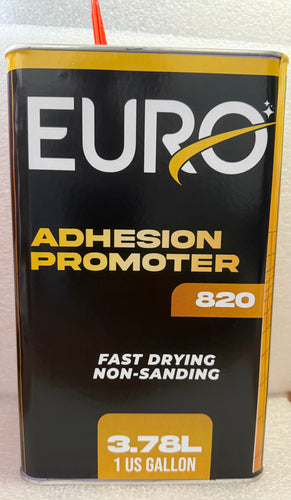 EURO
ADHESION
PROMOTER
820
FAST DRYING
NON-SANDING
3.78L
1 US GALLON